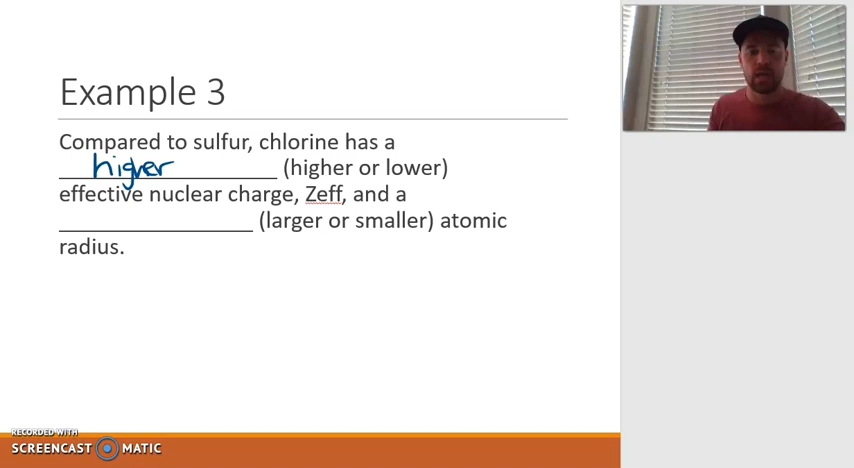 Example 3
Compared to sulfur, chlorine has a
higher (higher or lower)
effective nuclear charge, Zeff, and a
____________________ (larger or smaller) atomic
radius.
RECORDED WITH
SCREENCAST MATIC